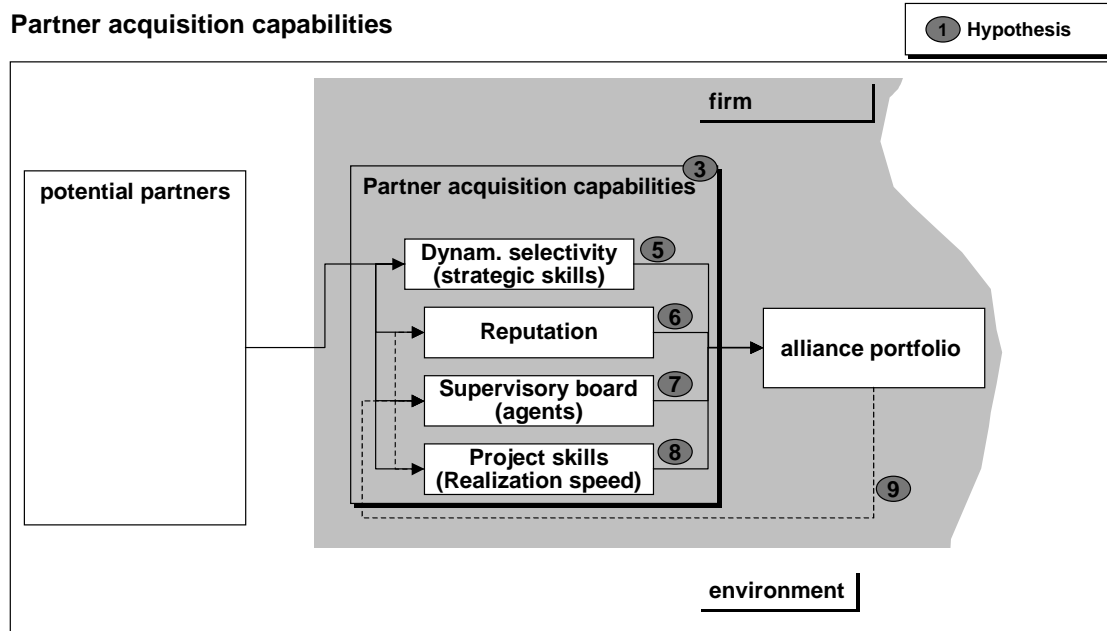 Partner acquisition capabilities
1 Hypothesis
firm
potential partners
3
Partner acquisition capabilities
Dynam. selectivity
(strategic skills)
5
Reputation
6
Supervisory board
(agents)
7
Project skills
(Realization speed)
8
alliance portfolio
9
environment